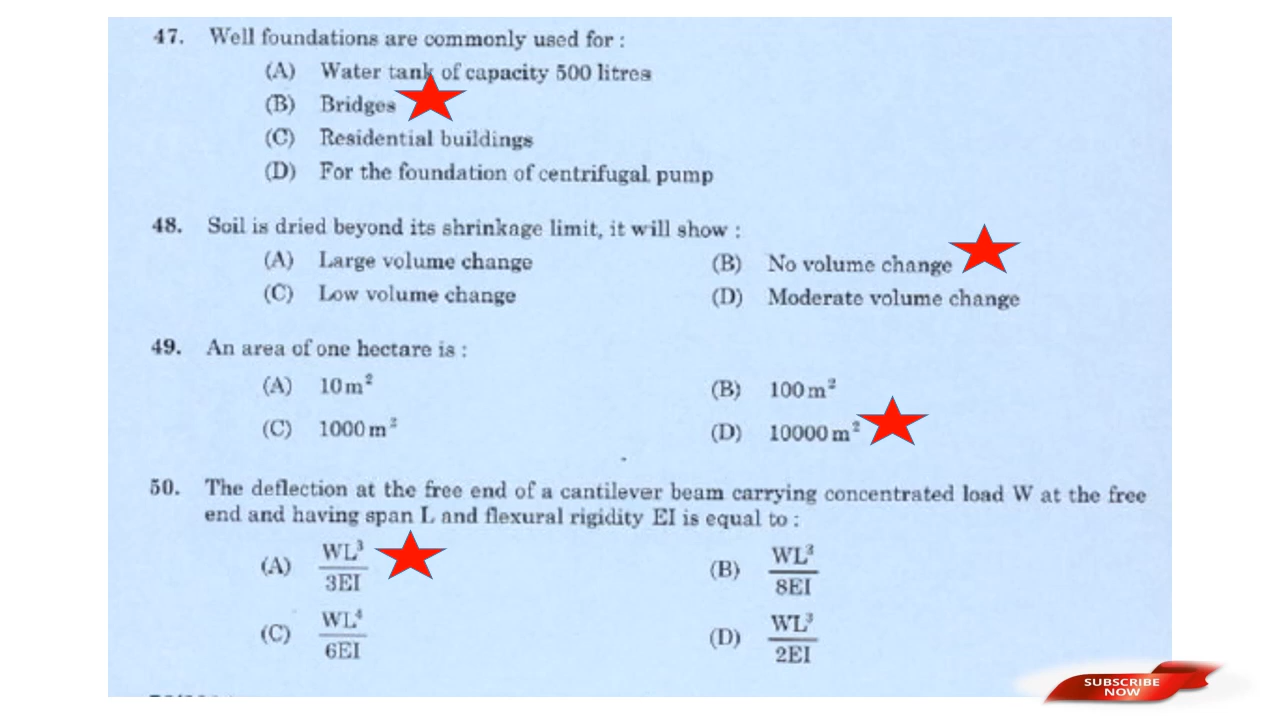 47. Well foundations are commonly used for :
(A) Water tank of capacity 500 litres
(B) Bridges
(C) Residential buildings
(D) For the foundation of centrifugal pump
48. Soil is dried beyond its shrinkage limit, it will show :
(A) Large volume change (B) No volume change
(C) Low volume change (D) Moderate volume change
49. An area of one hectare is :
(A) 10 m² (B) 100 m²
(C) 1000 m² (D) 10000 m²
50. The deflection at the free end of a cantilever beam carrying concentrated load W at the free
end and having span L and flexural rigidity EI is equal to :
(A) WL³/3EI (B) WL³/8EI
(C) WL⁴/6EI (D) WL³/2EI
SUBSCRIBE
NOW